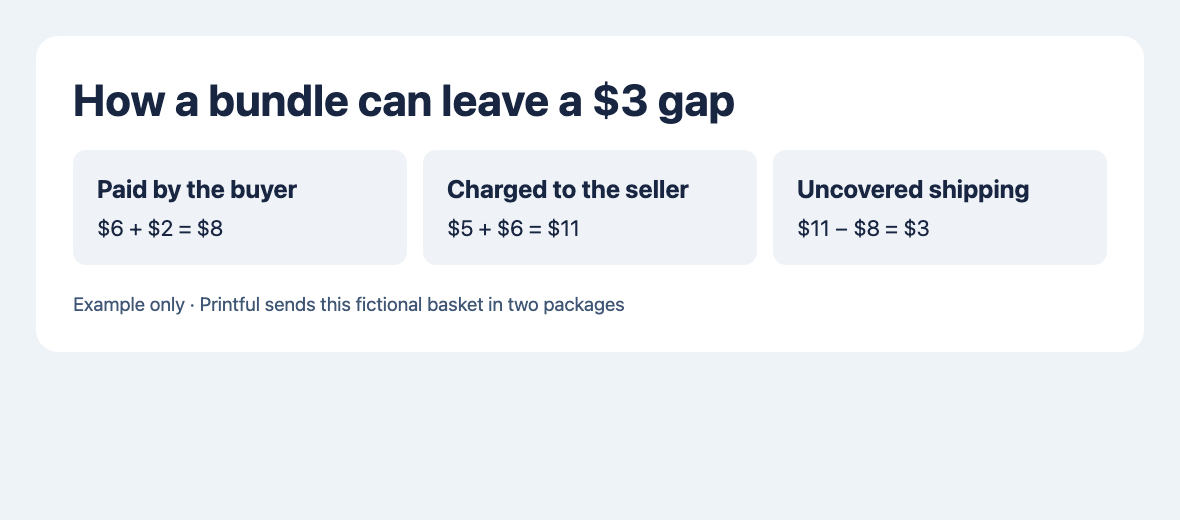 How a bundle can leave a $3 gap
Paid by the buyer
$6 + $2 = $8
Charged to the seller
$5 + $6 = $11
Uncovered shipping
$11 – $8 = $3
Example only · Printful sends this fictional basket in two packages